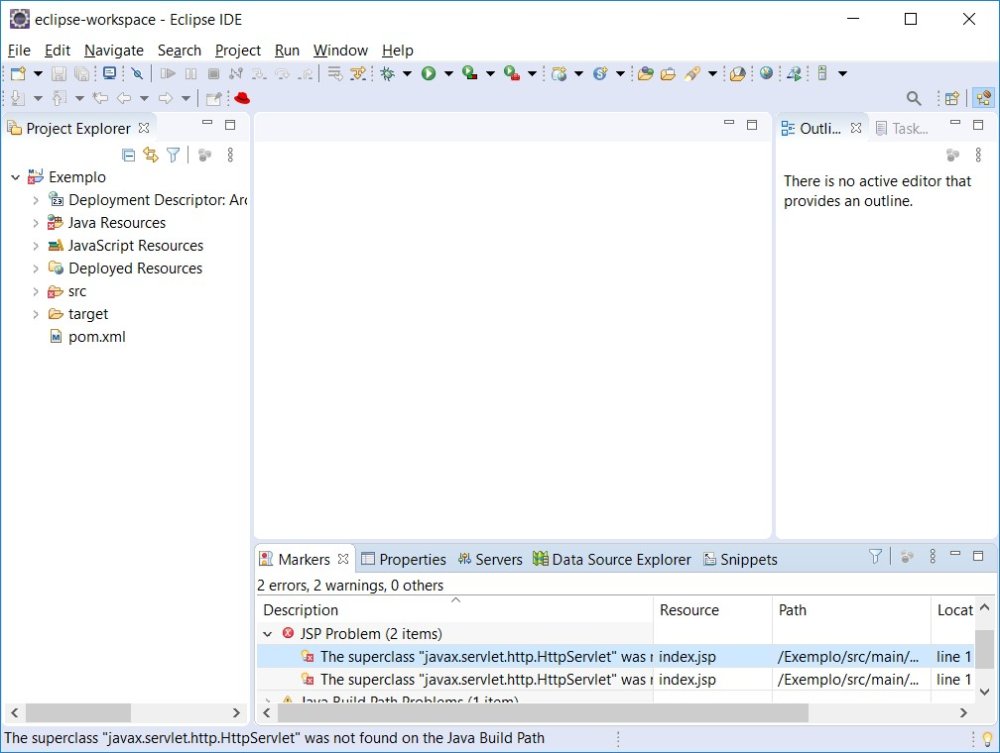 eclipse-workspace - Eclipse IDE
File Edit Navigate Search Project Run Window Help
Project Explorer
Exemplo
Deployment Descriptor: Arc
Java Resources
JavaScript Resources
Deployed Resources
src
target
pom.xml
Outli... Task...
There is no active editor that
provides an outline.
Markers Properties Servers Data Source Explorer Snippets
2 errors, 2 warnings, 0 others
Description Resource Path Locat
JSP Problem (2 items)
The superclass "javax.servlet.http.HttpServlet" was index.jsp /Exemplo/src/main/... line 1
The superclass "javax.servlet.http.HttpServlet" was index.jsp /Exemplo/src/main/... line 1
Java Build Path Problems (1 item)
The superclass "javax.servlet.http.HttpServlet" was not found on the Java Build Path